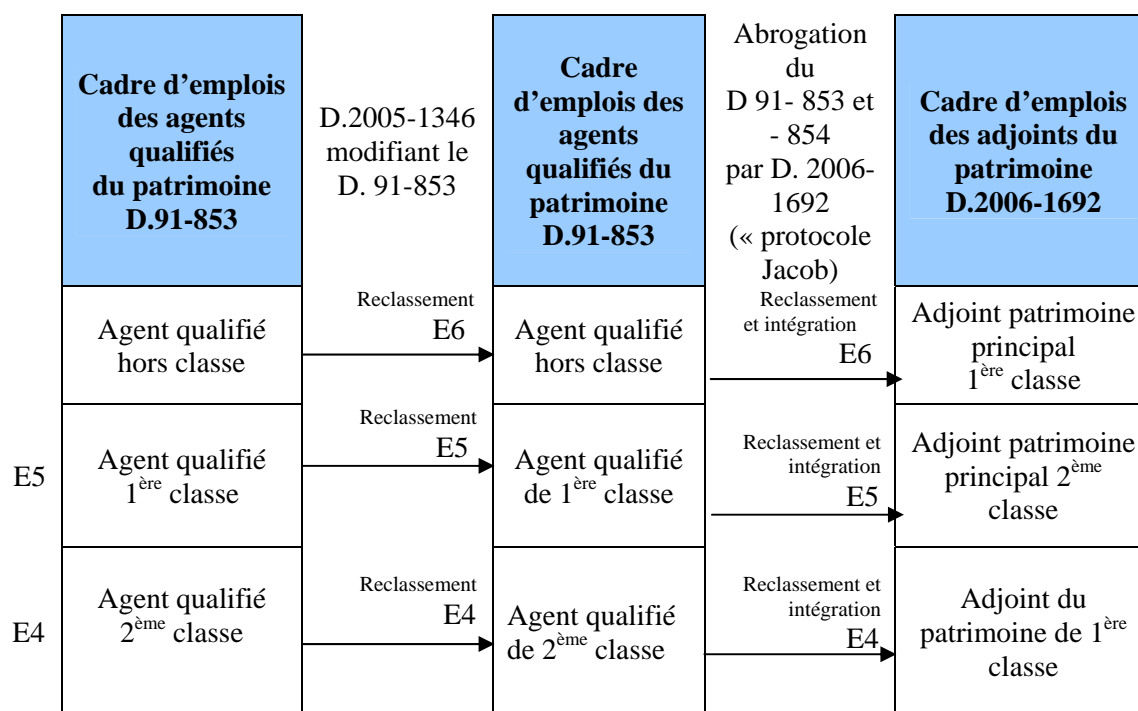 Cadre d’emplois
des agents
qualifiés
du patrimoine
D.91-853
D.2005-1346
modifiant le
D. 91-853
Cadre
d’emplois des
agents
qualifiés du
patrimoine
D.91-853
Abrogation
du
D 91- 853 et
- 854
par D. 2006-
1692
(« protocole
Jacob)
Cadre d’emplois
des adjoints du
patrimoine
D.2006-1692
Agent qualifié
hors classe
Reclassement
E6
Agent qualifié
hors classe
Reclassement
et intégration
E6
Adjoint patrimoine
principal
1ère classe
E5
Agent qualifié
1ère classe
Reclassement
E5
Agent qualifié
de 1ère classe
Reclassement et
intégration
E5
Adjoint patrimoine
principal 2ème
classe
E4
Agent qualifié
2ème classe
Reclassement
E4
Agent qualifié
de 2ème classe
Reclassement et
intégration
E4
Adjoint du
patrimoine de 1ère
classe